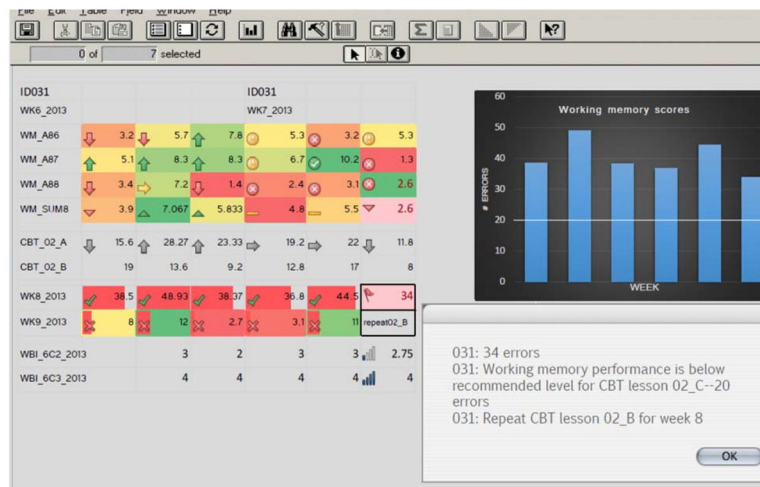 File Edit Table Field Window Help
0 of 7 selected
ID031 ID031
WK6_2013 WK7_2013
WM_A86 3.2 5.7 7.8 5.3 3.2 5.3
WM_A87 5.1 8.3 8.3 6.7 10.2 1.3
WM_A88 3.4 7.2 1.4 2.4 3.1 2.6
WM_SUM8 3.9 7.067 5.833 4.8 5.5 2.6
CBT_02_A 15.6 28.27 23.33 19.2 22 11.8
CBT_02_B 19 13.6 9.2 12.8 17 8
WK8_2013 38.5 48.93 38.37 36.8 44.5 34
WK9_2013 8 12 2.7 3.1 11 repeat02_B
WBI_6C2_2013 3 2 3 3 2.75
WBI_6C3_2013 4 4 4 4 4
Working memory scores
# ERRORS
60
50
40
30
20
10
0
WEEK
031: 34 errors
031: Working memory performance is below
recommended level for CBT lesson 02_C--20
errors
031: Repeat CBT lesson 02_B for week 8
OK